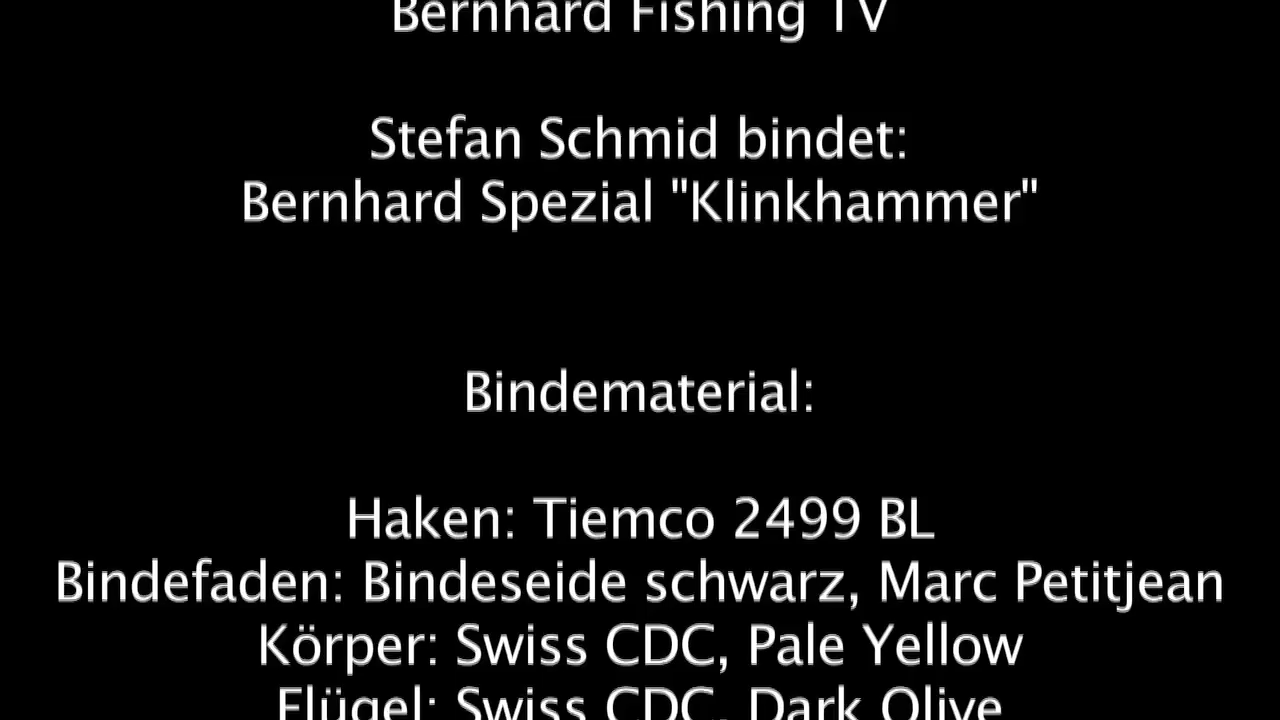 Bernhard Fishing TV
Stefan Schmid bindet:
Bernhard Spezial "Klinkhammer"
Bindematerial:
Haken: Tiemco 2499 BL
Bindefaden: Bindeseide schwarz, Marc Petitjean
Körper: Swiss CDC, Pale Yellow
Flügel: Swiss CDC, Dark Olive